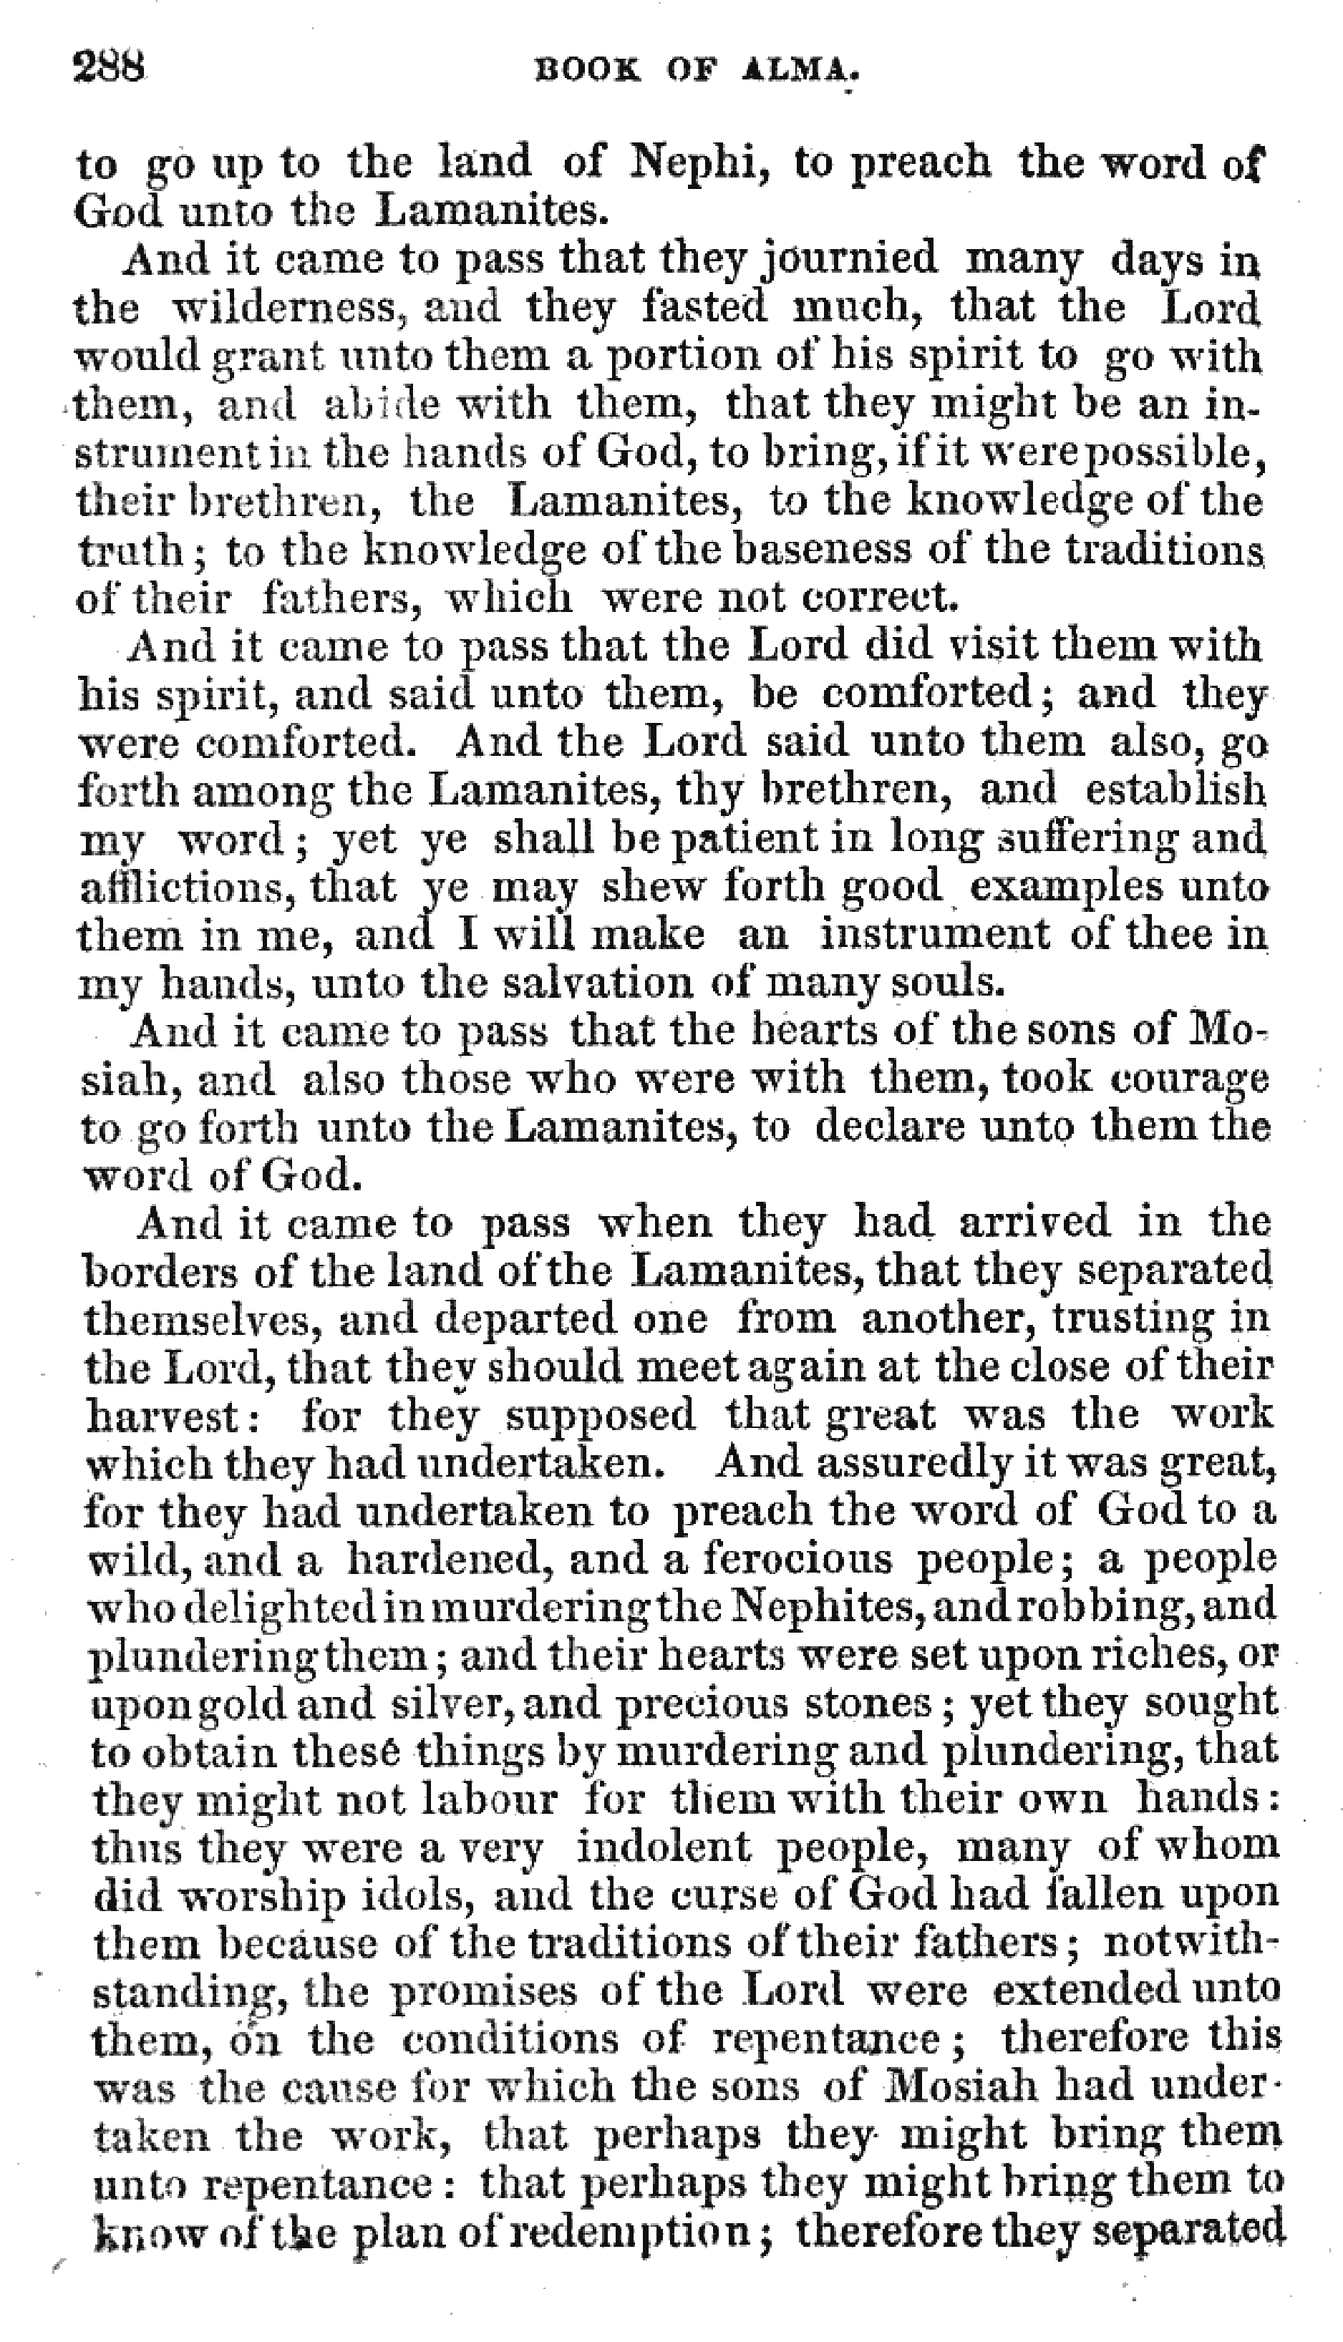 288 BOOK OF ALMA.
to go up to the land of Nephi, to preach the word of
God unto the Lamanites.
And it came to pass that they journied many days in
the wilderness, and they fasted much, that the Lord
would grant unto them a portion of his spirit to go with
them, and abide with them, that they might be an in-
strument in the hands of God, to bring, if it were possible,
their brethren, the Lamanites, to the knowledge of the
truth; to the knowledge of the baseness of the traditions
of their fathers, which were not correct.
And it came to pass that the Lord did visit them with
his spirit, and said unto them, be comforted; and they
were comforted. And the Lord said unto them also, go
forth among the Lamanites, thy brethren, and establish
my word; yet ye shall be patient in long suffering and
afflictions, that ye may shew forth good examples unto
them in me, and I will make an instrument of thee in
my hands, unto the salvation of many souls.
And it came to pass that the hearts of the sons of Mo-
siah, and also those who were with them, took courage
to go forth unto the Lamanites, to declare unto them the
word of God.
And it came to pass when they had arrived in the
borders of the land of the Lamanites, that they separated
themselves, and departed one from another, trusting in
the Lord, that they should meet again at the close of their
harvest: for they supposed that great was the work
which they had undertaken. And assuredly it was great,
for they had undertaken to preach the word of God to a
wild, and a hardened, and a ferocious people; a people
who delighted in murdering the Nephites, and robbing, and
plundering them; and their hearts were set upon riches, or
upon gold and silver, and precious stones; yet they sought
to obtain these things by murdering and plundering, that
they might not labour for them with their own hands:
thus they were a very indolent people, many of whom
did worship idols, and the curse of God had fallen upon
them because of the traditions of their fathers; notwith-
standing, the promises of the Lord were extended unto
them, on the conditions of repentance; therefore this
was the cause for which the sons of Mosiah had under-
taken the work, that perhaps they might bring them
unto repentance: that perhaps they might bring them to
know of the plan of redemption; therefore they separated